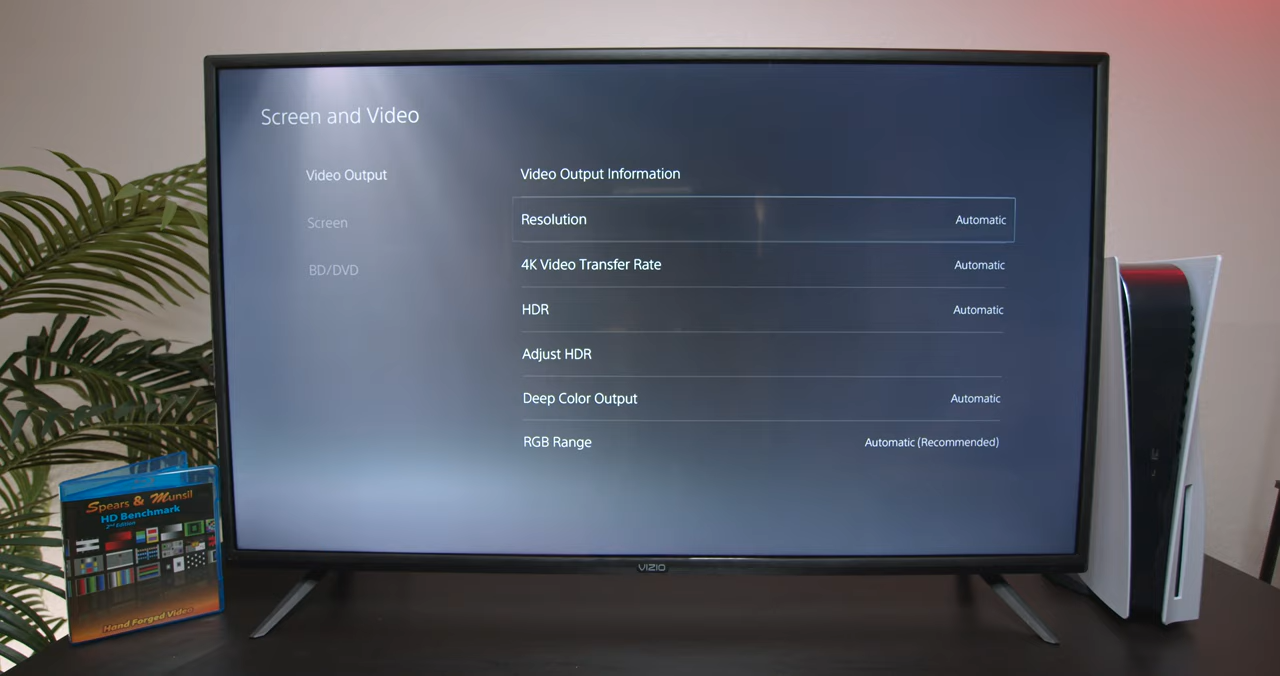 Screen and Video
Video Output
Screen
BD/DVD
Video Output Information
Resolution Automatic
4K Video Transfer Rate Automatic
HDR Automatic
Adjust HDR
Deep Color Output Automatic
RGB Range Automatic (Recommended)
VIZIO
Spears & Munsil
HD Benchmark
2nd Edition
Hand Forged Video